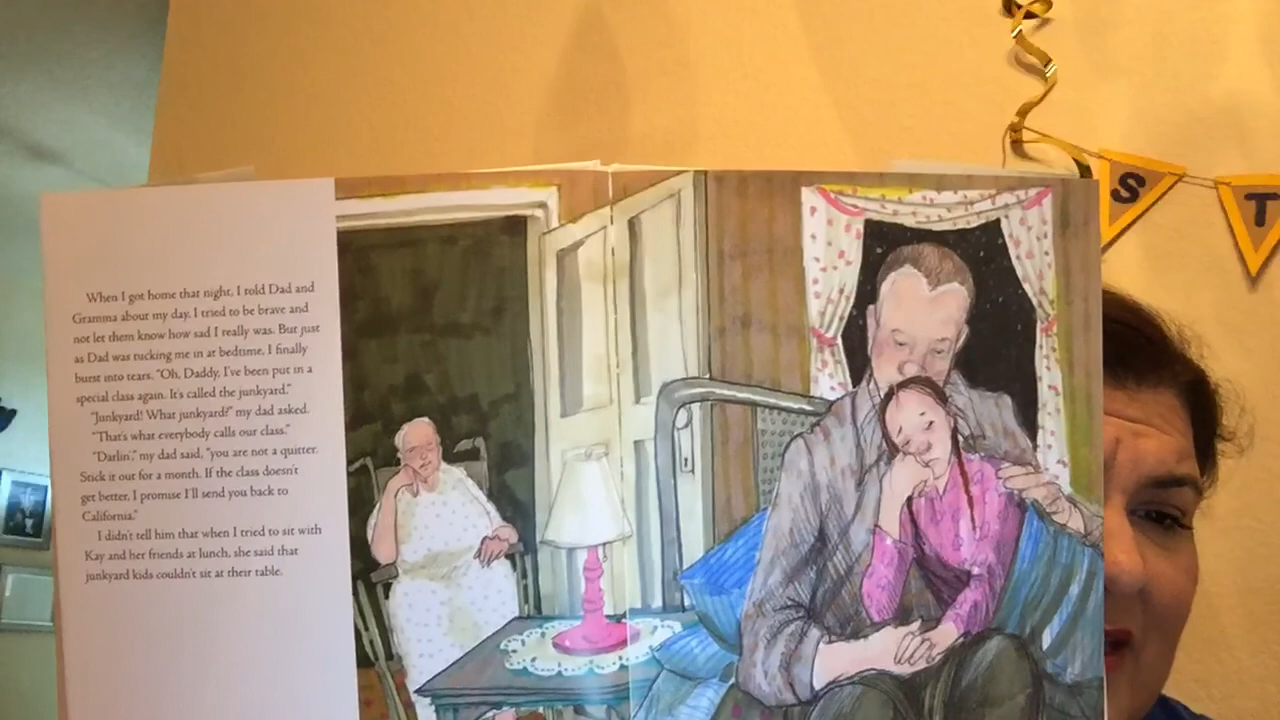 When I got home that night, I told Dad and
Gramma about my day. I tried to be brave and
not let them know how sad I really was. But just
as Dad was tucking me in at bedtime, I finally
burst into tears. "Oh, Daddy, I've been put in a
special class again. It's called the junkyard."
"Junkyard! What junkyard?" my dad asked.
"That's what everybody calls our class."
"Darlin'," my dad said, "you are not a quitter.
Stick it out for a month. If the class doesn't
get better, I promise I'll send you back to
California."
I didn't tell him that when I tried to sit with
Kay and her friends at lunch, she said that
junkyard kids couldn't sit at their table.
S T